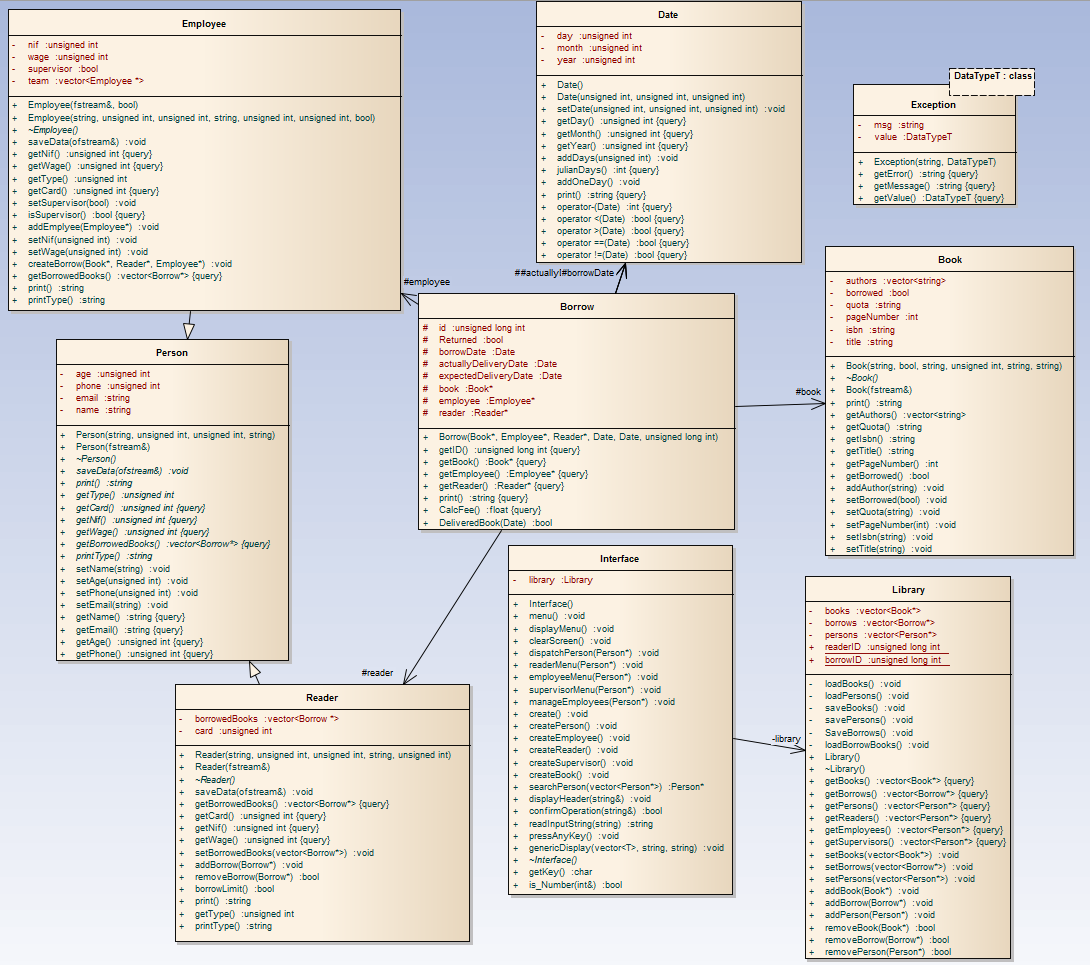 Employee
- nif :unsigned int
- wage :unsigned int
- supervisor :bool
- team :vector<Employee *>
+ Employee(fstream&, bool)
+ Employee(string, unsigned int, unsigned int, string, unsigned int, unsigned int, bool)
+ ~Employee()
+ saveData(ofstream&) :void
+ getNif() :unsigned int {query}
+ getWage() :unsigned int {query}
+ getType() :unsigned int
+ getCard() :unsigned int {query}
+ setSupervisor(bool) :void
+ isSupervisor() :bool {query}
+ addEmplyee(Employee*) :void
+ setNif(unsigned int) :void
+ setWage(unsigned int) :void
+ createBorrow(Book*, Reader*, Employee*) :void
+ getBorrowedBooks() :vector<Borrow*> {query}
+ print() :string
+ printType() :string
Date
- day :unsigned int
- month :unsigned int
- year :unsigned int
+ Date()
+ Date(unsigned int, unsigned int, unsigned int)
+ setDate(unsigned int, unsigned int, unsigned int) :void
+ getDay() :unsigned int {query}
+ getMonth() :unsigned int {query}
+ getYear() :unsigned int {query}
+ addDays(unsigned int) :void
+ julianDays() :int {query}
+ addOneDay() :void
+ print() :string {query}
+ operator-(Date) :int {query}
+ operator <(Date) :bool {query}
+ operator >(Date) :bool {query}
+ operator ==(Date) :bool {query}
+ operator !=(Date) :bool {query}
DataTypeT : class
Exception
- msg :string
- value :DataTypeT
+ Exception(string, DataTypeT)
+ getError() :string {query}
+ getMessage() :string {query}
+ getValue() :DataTypeT {query}
#employee
#borrowDate
Borrow
# id :unsigned long int
# Returned :bool
# borrowDate :Date
# actuallyDeliveryDate :Date
# expectedDeliveryDate :Date
# book :Book*
# employee :Employee*
# reader :Reader*
+ Borrow(Book*, Employee*, Reader*, Date, Date, unsigned long int)
+ getID() :unsigned long int {query}
+ getBook() :Book* {query}
+ getEmployee() :Employee* {query}
+ getReader() :Reader* {query}
+ print() :string {query}
+ CalcFee() :float {query}
+ DeliveredBook(Date) :bool
#book
Book
- authors :vector<string>
- borrowed :bool
- quota :string
- pageNumber :int
- isbn :string
- title :string
+ Book(string, bool, string, unsigned int, string, string)
+ ~Book()
+ Book(fstream&)
+ print() :string
+ getAuthors() :vector<string>
+ getQuota() :string
+ getIsbn() :string
+ getTitle() :string
+ getPageNumber() :int
+ getBorrowed() :bool
+ addAuthor(string) :void
+ setBorrowed(bool) :void
+ setQuota(string) :void
+ setPageNumber(int) :void
+ setIsbn(string) :void
+ setTitle(string) :void
Person
- age :unsigned int
- phone :unsigned int
- email :string
- name :string
+ Person(string, unsigned int, unsigned int, string)
+ Person(fstream&)
+ ~Person()
+ saveData(ofstream&) :void
+ print() :string
+ getType() :unsigned int
+ getCard() :unsigned int {query}
+ getNif() :unsigned int {query}
+ getWage() :unsigned int {query}
+ getBorrowedBooks() :vector<Borrow*> {query}
+ printType() :string
+ setName(string) :void
+ setAge(unsigned int) :void
+ setPhone(unsigned int) :void
+ setEmail(string) :void
+ getName() :string {query}
+ getEmail() :string {query}
+ getAge() :unsigned int {query}
+ getPhone() :unsigned int {query}
#reader
Reader
- borrowedBooks :vector<Borrow *>
- card :unsigned int
+ Reader(string, unsigned int, unsigned int, string, unsigned int)
+ Reader(fstream&)
+ ~Reader()
+ saveData(ofstream&) :void
+ getBorrowedBooks() :vector<Borrow*> {query}
+ getCard() :unsigned int {query}
+ getNif() :unsigned int {query}
+ getWage() :unsigned int {query}
+ setBorrowedBooks(vector<Borrow*>) :void
+ addBorrow(Borrow*) :void
+ removeBorrow(Borrow*) :bool
+ borrowLimit() :bool
+ print() :string
+ getType() :unsigned int
+ printType() :string
Interface
- library :Library
+ Interface()
+ menu() :void
+ displayMenu() :void
+ clearScreen() :void
+ dispatchPerson(Person*) :void
+ readerMenu(Person*) :void
+ employeeMenu(Person*) :void
+ supervisorMenu(Person*) :void
+ manageEmployees(Person*) :void
+ create() :void
+ createPerson() :void
+ createEmployee() :void
+ createReader() :void
+ createSupervisor() :void
+ createBook() :void
+ searchPerson(vector<Person*>) :Person*
+ displayHeader(string&) :void
+ confirmOperation(string&) :bool
+ readInputString(string) :string
+ pressAnyKey() :void
+ genericDisplay(vector<T>, string, string) :void
+ ~Interface()
+ getKey() :char
+ is_Number(int&) :bool
-library
Library
- books :vector<Book*>
- borrows :vector<Borrow*>
- persons :vector<Person*>
+ readerID :unsigned long int
+ borrowID :unsigned long int
- loadBooks() :void
- loadPersons() :void
- saveBooks() :void
- savePersons() :void
- SaveBorrows() :void
- loadBorrowBooks() :void
+ Library()
+ ~Library()
+ getBooks() :vector<Book*> {query}
+ getBorrows() :vector<Borrow*> {query}
+ getPersons() :vector<Person*> {query}
+ getReaders() :vector<Person*> {query}
+ getEmployees() :vector<Person*> {query}
+ getSupervisors() :vector<Person*> {query}
+ setBooks(vector<Book*>) :void
+ setBorrows(vector<Borrow*>) :void
+ setPersons(vector<Person*>) :void
+ addBook(Book*) :void
+ addBorrow(Borrow*) :void
+ addPerson(Person*) :void
+ removeBook(Book*) :bool
+ removeBorrow(Borrow*) :bool
+ removePerson(Person*) :bool